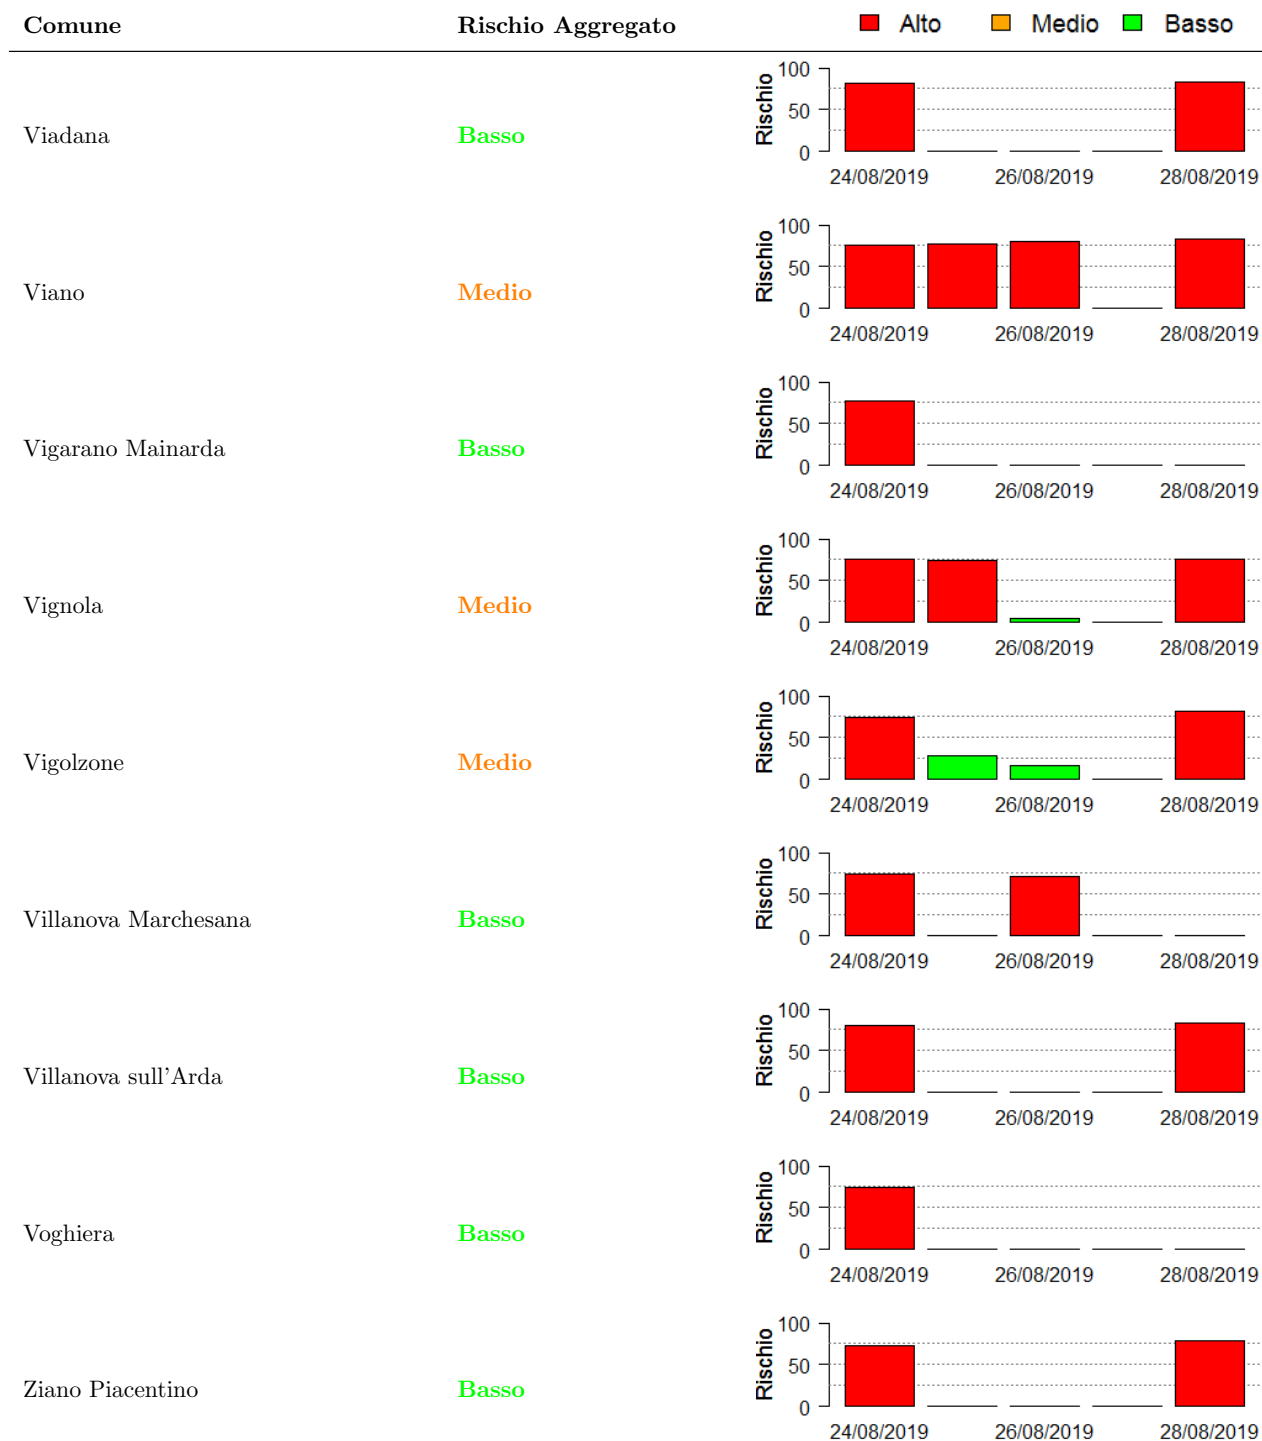 Comune Rischio Aggregato Alto Medio Basso
100
50
0
Rischio
Viadana Basso
24/08/2019 26/08/2019 28/08/2019
100
50
0
Rischio
Viano Medio
24/08/2019 26/08/2019 28/08/2019
100
50
0
Rischio
Vigarano Mainarda Basso
24/08/2019 26/08/2019 28/08/2019
100
50
0
Rischio
Vignola Medio
24/08/2019 26/08/2019 28/08/2019
100
50
0
Rischio
Vigolzone Medio
24/08/2019 26/08/2019 28/08/2019
100
50
0
Rischio
Villanova Marchesana Basso
24/08/2019 26/08/2019 28/08/2019
100
50
0
Rischio
Villanova sull'Arda Basso
24/08/2019 26/08/2019 28/08/2019
100
50
0
Rischio
Voghiera Basso
24/08/2019 26/08/2019 28/08/2019
100
50
0
Rischio
Ziano Piacentino Basso
24/08/2019 26/08/2019 28/08/2019